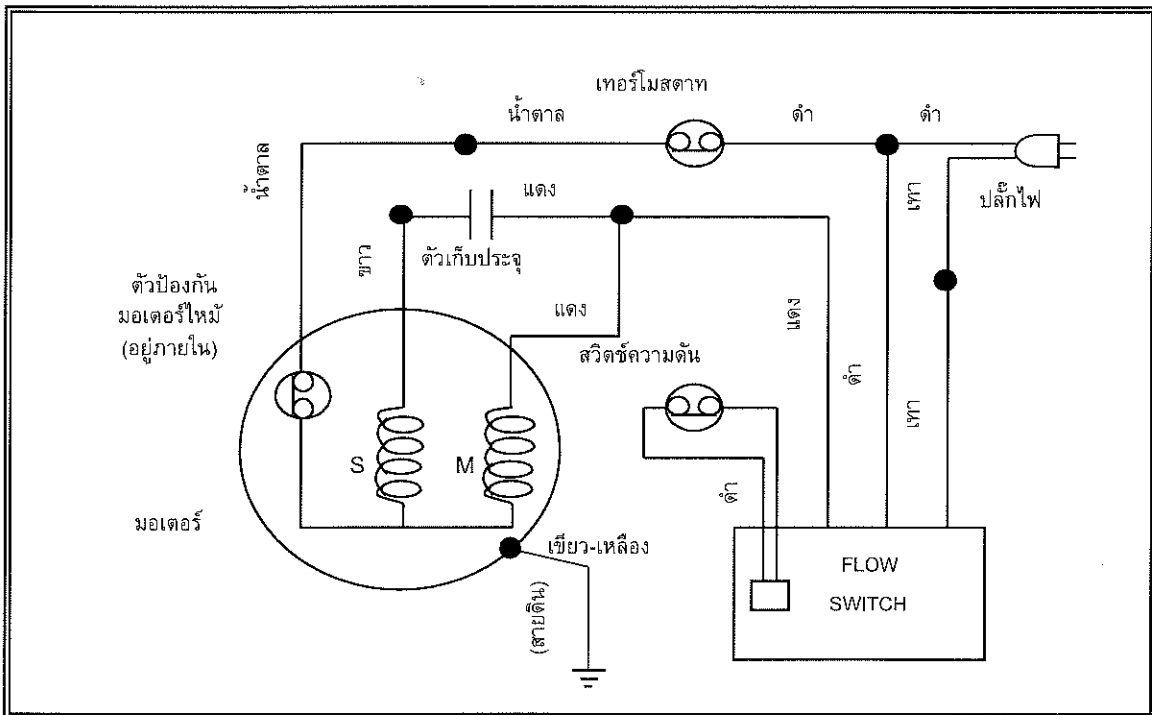 เทอร์โมสตาท
น้ำตาล
ดำ
ดำ
น้ำตาล
แดง
เทา
ปลั๊กไฟ
ขาว
ตัวเก็บประจุ
ตัวป้องกัน
มอเตอร์ไหม้
(อยู่ภายใน)
แดง
สวิตช์ความดัน
แดง
ดำ
เทา
S
M
ดำ
มอเตอร์
เขียว-เหลือง
(สายดิน)
FLOW
SWITCH